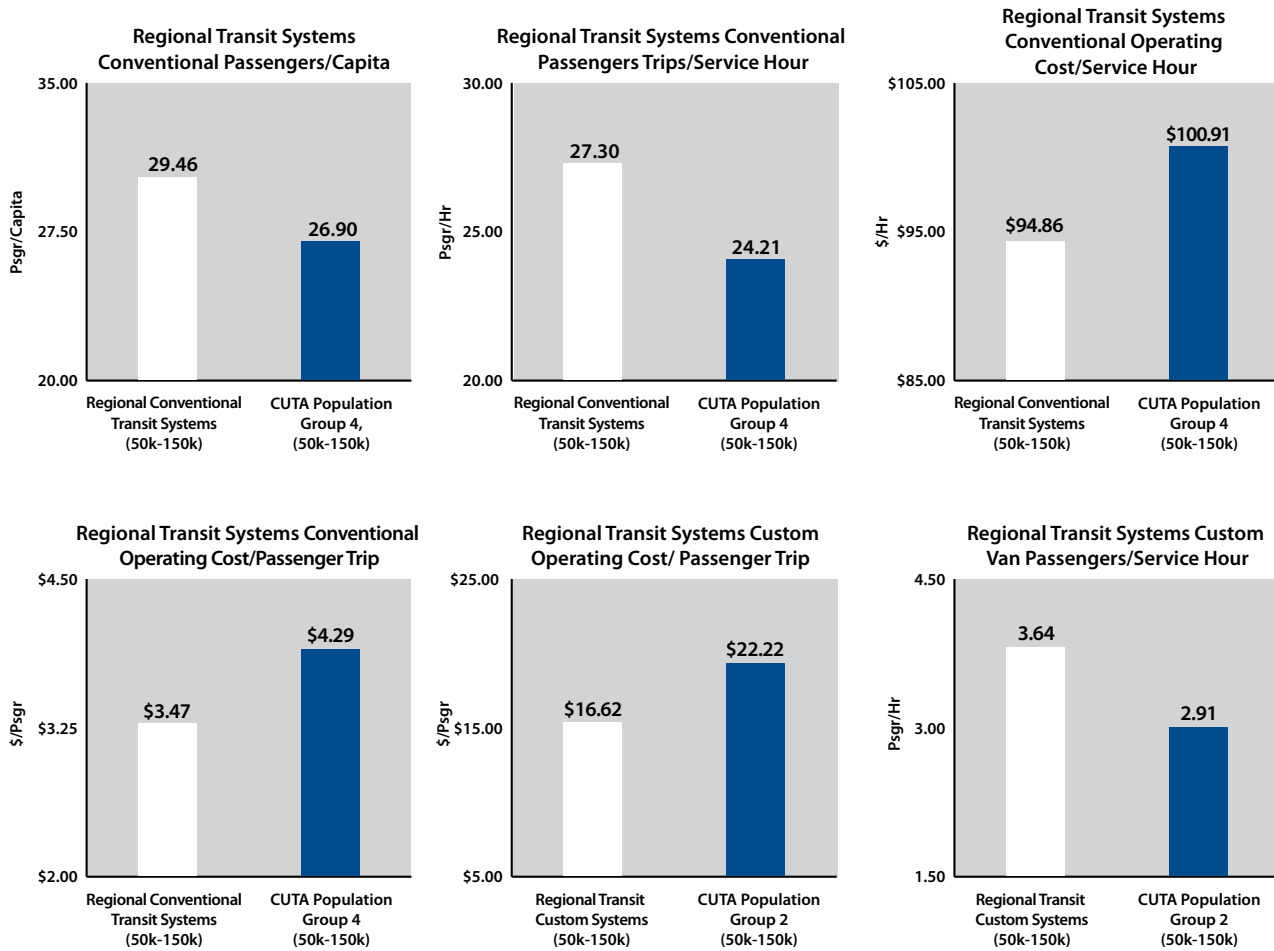 Regional Transit Systems
Conventional Passengers/Capita
35.00
27.50
20.00
Psgr/Capita
29.46
26.90
Regional Conventional
Transit Systems
(50k-150k)
CUTA Population
Group 4,
(50k-150k)
Regional Transit Systems Conventional
Passengers Trips/Service Hour
30.00
25.00
20.00
Psgr/Hr
27.30
24.21
Regional Conventional
Transit Systems
(50k-150k)
CUTA Population
Group 4
(50k-150k)
Regional Transit Systems
Conventional Operating
Cost/Service Hour
$105.00
$95.00
$85.00
$/Hr
$94.86
$100.91
Regional Conventional
Transit Systems
(50k-150k)
CUTA Population
Group 4
(50k-150k)
Regional Transit Systems Conventional
Operating Cost/Passenger Trip
$4.50
$3.25
$2.00
$/Psgr
$3.47
$4.29
Regional Conventional
Transit Systems
(50k-150k)
CUTA Population
Group 4
(50k-150k)
Regional Transit Systems Custom
Operating Cost/ Passenger Trip
$25.00
$15.00
$5.00
$/Psgr
$16.62
$22.22
Regional Transit
Custom Systems
(50k-150k)
CUTA Population
Group 2
(50k-150k)
Regional Transit Systems Custom
Van Passengers/Service Hour
4.50
3.00
1.50
Psgr/Hr
3.64
2.91
Regional Transit
Custom Systems
(50k-150k)
CUTA Population
Group 2
(50k-150k)